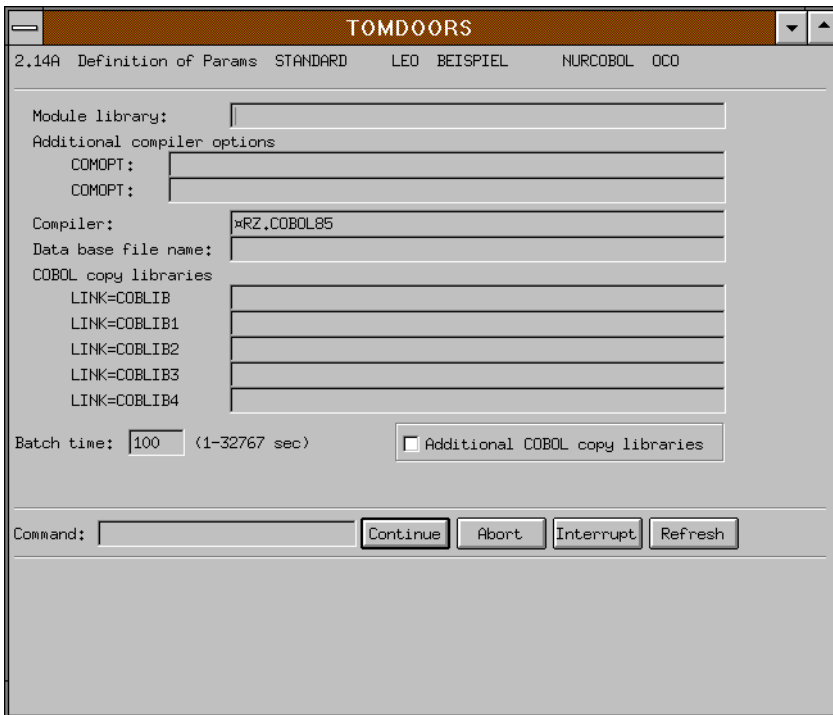 TOMDOORS
2.14A Definition of Params STANDARD LEO BEISPIEL NURCOBOL OCO
Module library:
Additional compiler options
COMOPT:
COMOPT:
Compiler: ¤RZ.COBOL85
Data base file name:
COBOL copy libraries
LINK=COBLIB
LINK=COBLIB1
LINK=COBLIB2
LINK=COBLIB3
LINK=COBLIB4
Batch time: 100 (1-32767 sec) Additional COBOL copy libraries
Command: Continue Abort Interrupt Refresh